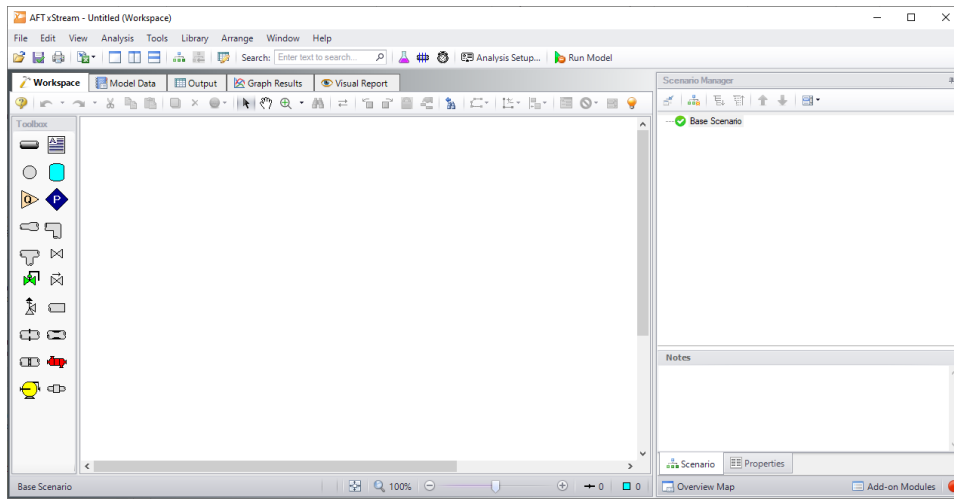 AFT xStream - Untitled (Workspace)
File Edit View Analysis Tools Library Arrange Window Help
Search: Enter text to search... Analysis Setup... Run Model
Workspace Model Data Output Graph Results Visual Report
Scenario Manager
Toolbox
Base Scenario
Q P
Notes
Scenario Properties
Base Scenario 100% 0 0 Overview Map Add-on Modules